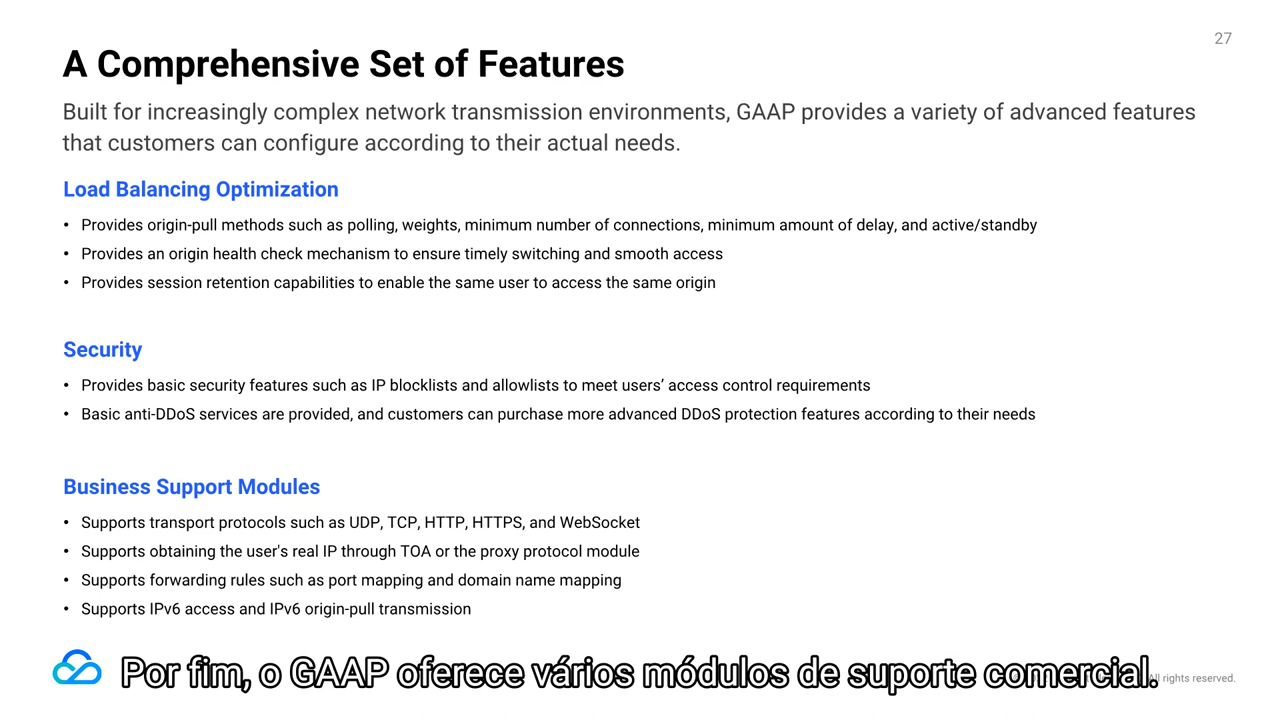 27
A Comprehensive Set of Features
Built for increasingly complex network transmission environments, GAAP provides a variety of advanced features
that customers can configure according to their actual needs.
Load Balancing Optimization
• Provides origin-pull methods such as polling, weights, minimum number of connections, minimum amount of delay, and active/standby
• Provides an origin health check mechanism to ensure timely switching and smooth access
• Provides session retention capabilities to enable the same user to access the same origin
Security
• Provides basic security features such as IP blocklists and allowlists to meet users’ access control requirements
• Basic anti-DDoS services are provided, and customers can purchase more advanced DDoS protection features according to their needs
Business Support Modules
• Supports transport protocols such as UDP, TCP, HTTP, HTTPS, and WebSocket
• Supports obtaining the user's real IP through TOA or the proxy protocol module
• Supports forwarding rules such as port mapping and domain name mapping
• Supports IPv6 access and IPv6 origin-pull transmission
Por fim, o GAAP oferece vários módulos de suporte comercial.
All rights reserved.